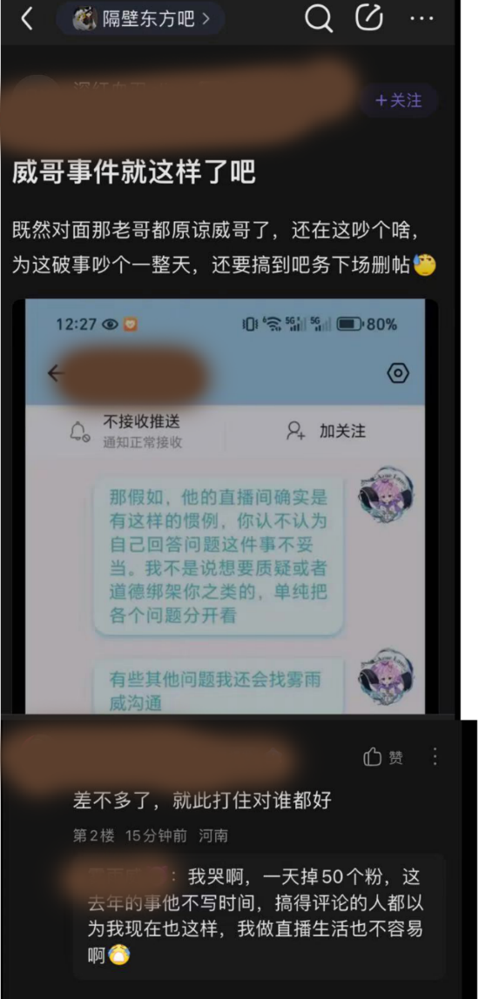 隔壁东方吧 >
+关注
威哥事件就这样了吧
既然对面那老哥都原谅威哥了，还在这吵个啥，
为这破事吵个一整天，还要搞到吧务下场删帖
12:27
5G
5G
80%
不接收推送
通知正常接收
加关注
那假如，他的直播间确实是
有这样的惯例，你认不认为
自己回答问题这件事不妥
当。我不是说想要质疑或者
道德绑架你之类的，单纯把
各个问题分开看
有些其他问题我还会找雾雨
威沟通
赞
差不多了，就此打住对谁都好
第2楼 15分钟前 河南
：我哭啊，一天掉50个粉，这
去年的事他不写时间，搞得评论的人都以
为我现在也这样，我做直播生活也不容易
啊